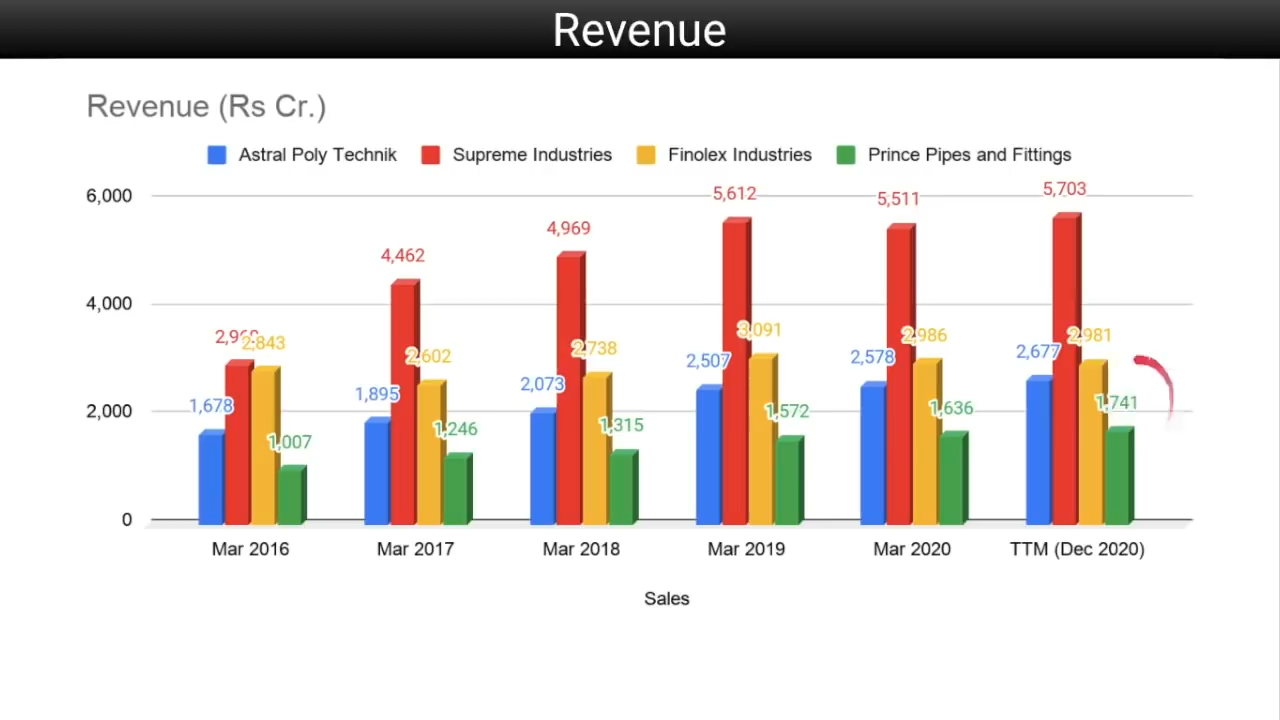 Revenue
Revenue (Rs Cr.)
Astral Poly Technik Supreme Industries Finolex Industries Prince Pipes and Fittings
6,000
4,000
2,000
0
1,678 2,843 1,007
1,895 4,462 2,602 1,246
2,073 4,969 2,738 1,315
2,507 5,612 3,091 1,572
2,578 5,511 2,986 1,636
2,677 5,703 2,981 1,741
Mar 2016 Mar 2017 Mar 2018 Mar 2019 Mar 2020 TTM (Dec 2020)
Sales